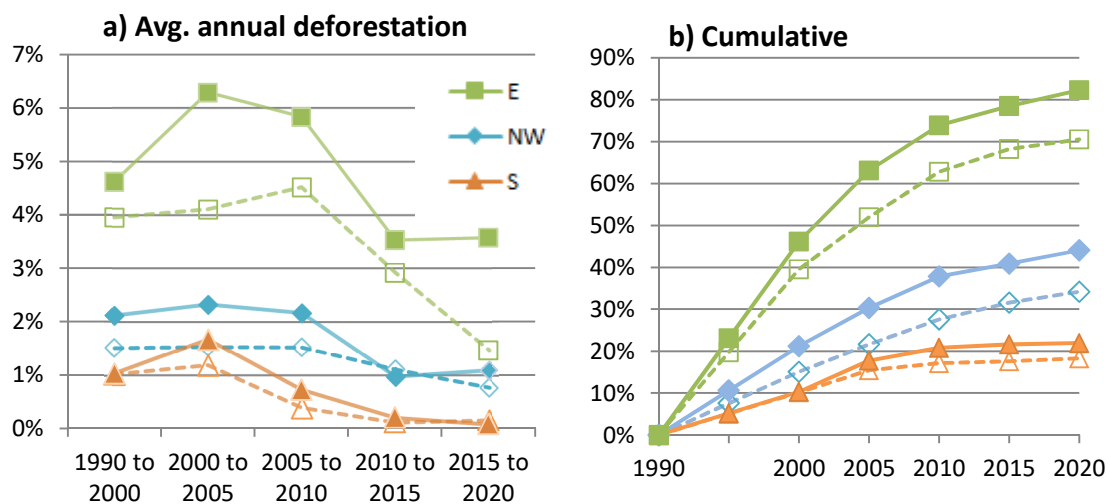 a) Avg. annual deforestation
7%
6%
5%
4%
3%
2%
1%
0%
E
NW
S
1990 to 2000 to 2005 to 2010 to 2015 to
2000 2005 2010 2015 2020
b) Cumulative
90%
80%
70%
60%
50%
40%
30%
20%
10%
0%
1990 2000 2005 2010 2015 2020